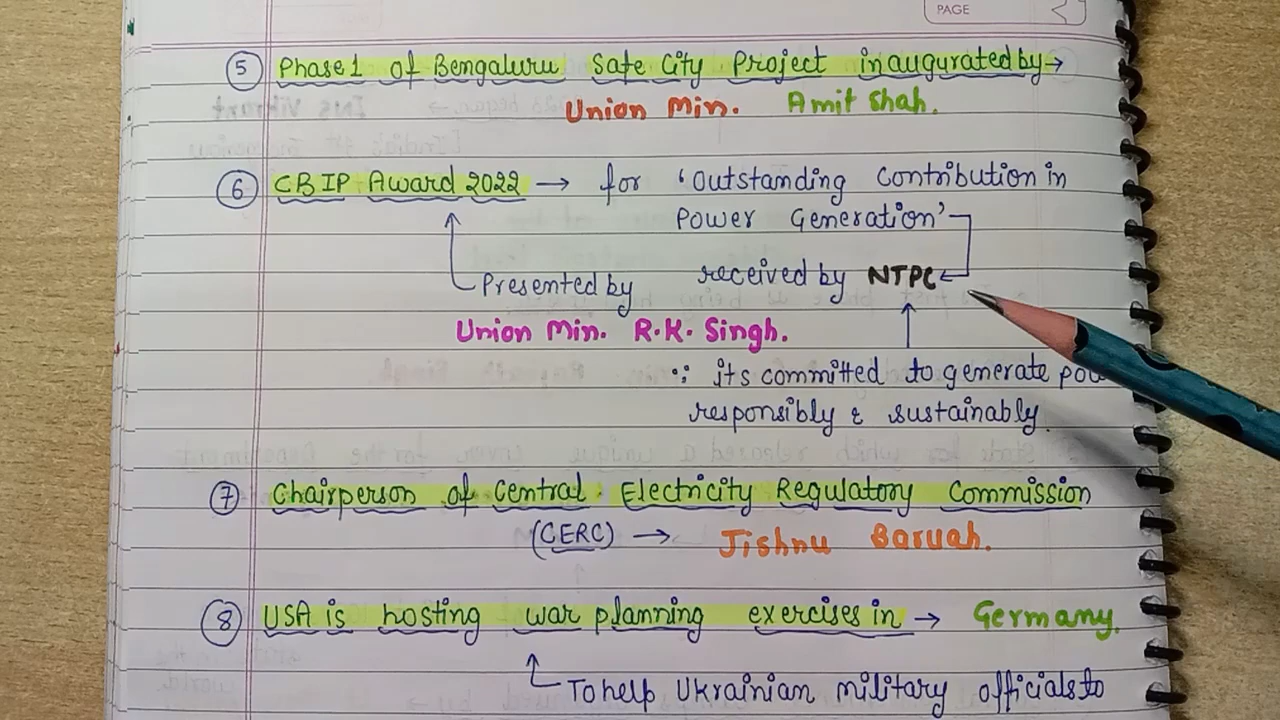 PAGE
⑤ Phase 1 of Bengaluru Safe City Project inaugurated by →
Union Min. Amit Shah.
⑥ CBIP Award 2022 → for 'Outstanding Contribution in
Power Generation'
Presented by received by NTPC
Union Min. R.K. Singh.
∵ its committed to generate
responsibly & sustainably.
⑦ Chairperson of Central Electricity Regulatory Commission
(CERC) → Jishnu Baruah.
⑧ USA is hosting war planning exercises in → Germany.
To help Ukrainian military officials to